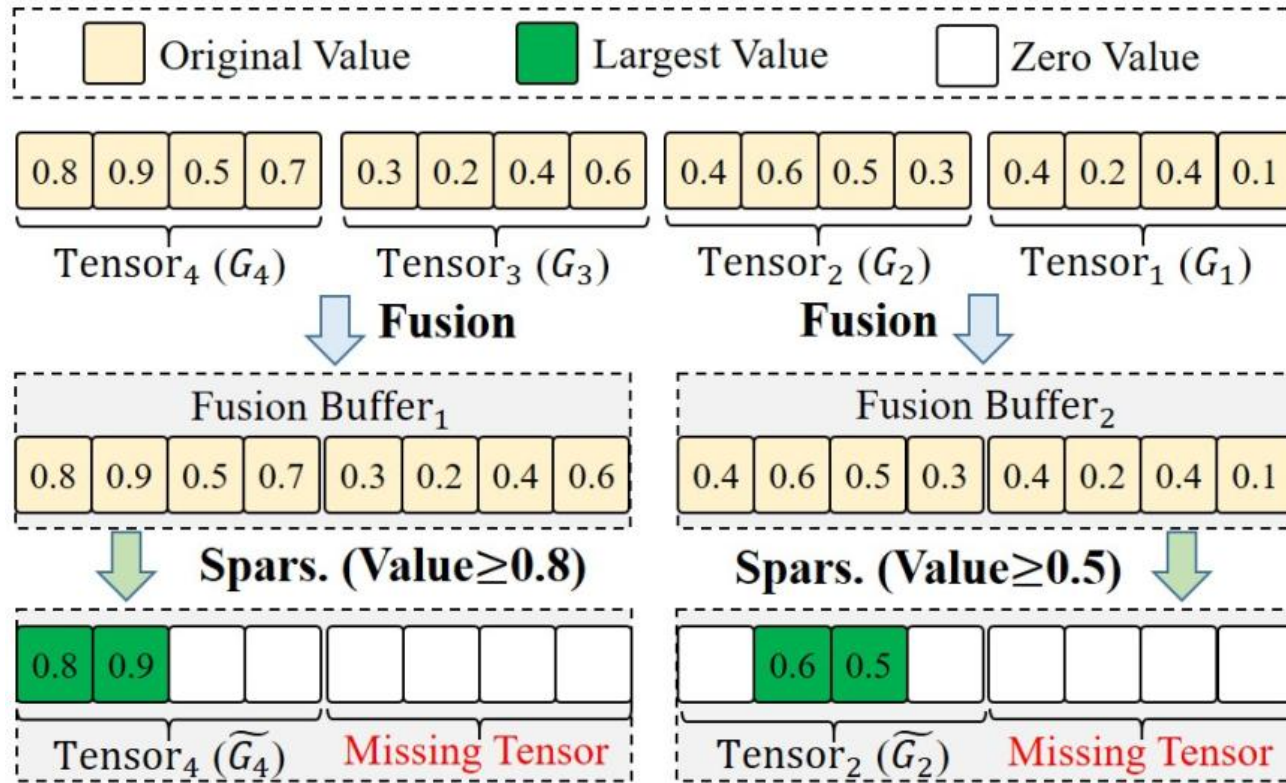 Original Value Largest Value Zero Value
0.8 0.9 0.5 0.7 0.3 0.2 0.4 0.6 0.4 0.6 0.5 0.3 0.4 0.2 0.4 0.1
Tensor₄ (G₄) Tensor₃ (G₃) Tensor₂ (G₂) Tensor₁ (G₁)
Fusion Fusion
Fusion Buffer₁ Fusion Buffer₂
0.8 0.9 0.5 0.7 0.3 0.2 0.4 0.6 0.4 0.6 0.5 0.3 0.4 0.2 0.4 0.1
Spars. (Value≥0.8) Spars. (Value≥0.5)
0.8 0.9 0.6 0.5
Tensor₄ (G̃₄) Missing Tensor Tensor₂ (G̃₂) Missing Tensor